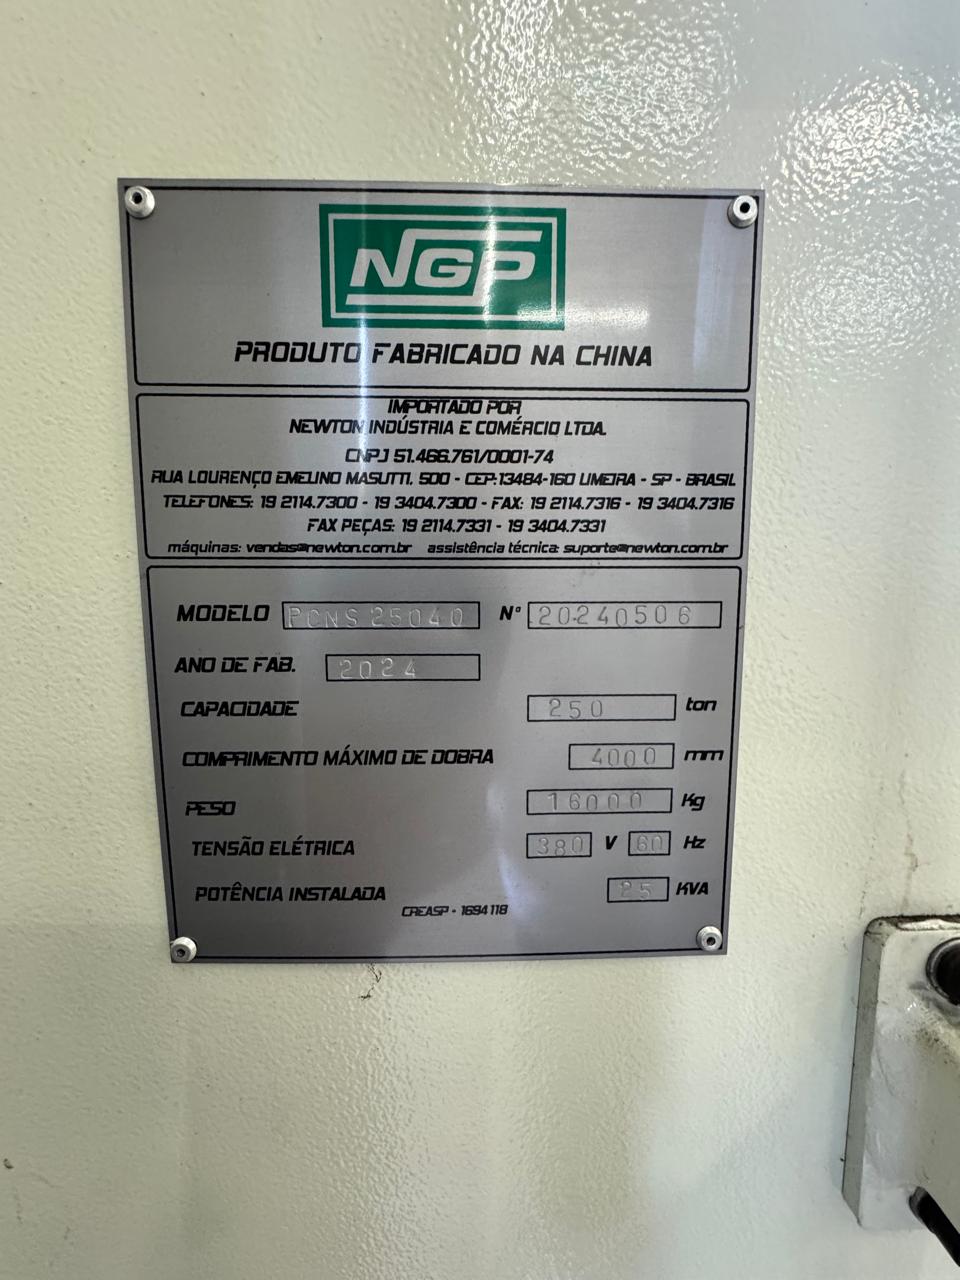 NGP
PRODUTO FABRICADO NA CHINA
IMPORTADO POR
NEWTON INDÚSTRIA E COMÉRCIO LTDA.
CNPJ 51.466.761/0001-74
RUA LOURENÇO EMELINO MASUTTI, 500 - CEP:13484-160 LIMEIRA - SP - BRASIL
TELEFONES: 19 2114.7300 - 19 3404.7300 - FAX: 19 2114.7316 - 19 3404.7316
FAX PEÇAS: 19 2114.7331 - 19 3404.7331
máquinas: vendas@newton.com.br assistência técnica: suporte@newton.com.br
MODELO PCNS 25040 Nº 20240506
ANO DE FAB. 2024
CAPACIDADE 250 ton
COMPRIMENTO MÁXIMO DE DOBRA 4000 mm
PESO 16000 Kg
TENSÃO ELÉTRICA 380 V 60 Hz
POTÊNCIA INSTALADA 25 KVA
CREASP - 1694118